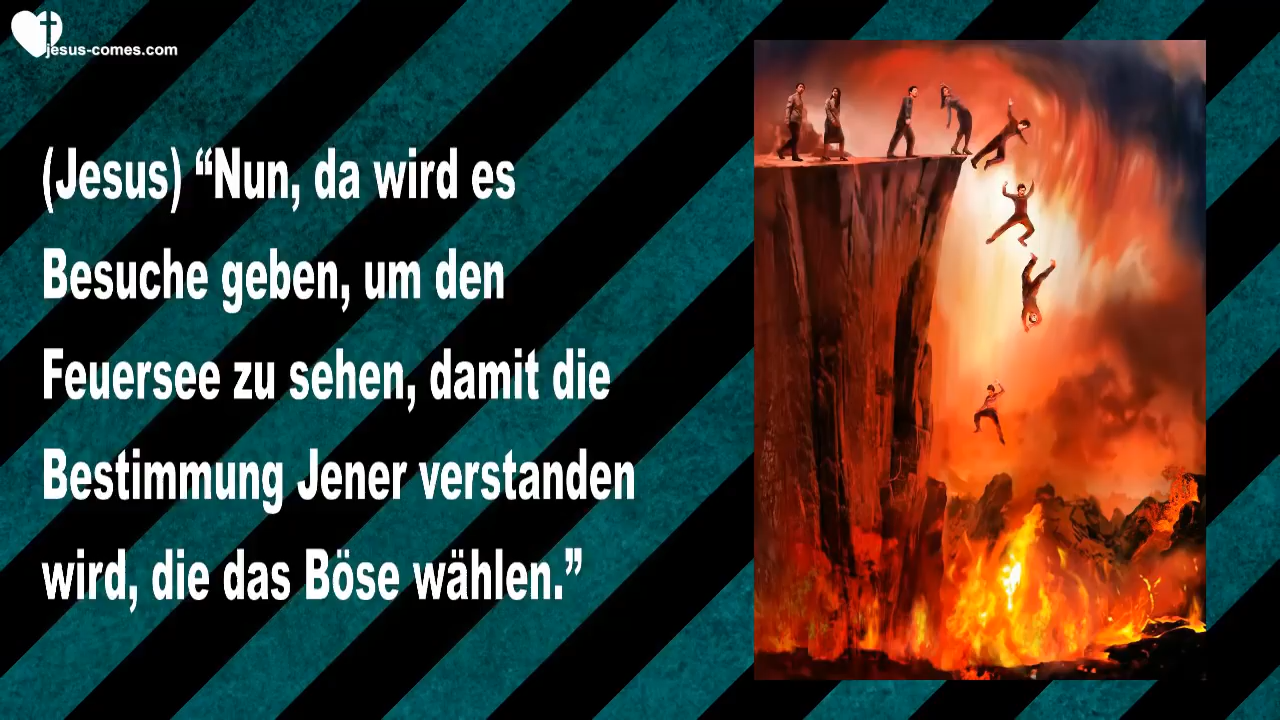 jesus-comes.com
(Jesus) “Nun, da wird es
Besuche geben, um den
Feuersee zu sehen, damit die
Bestimmung Jener verstanden
wird, die das Böse wählen.”